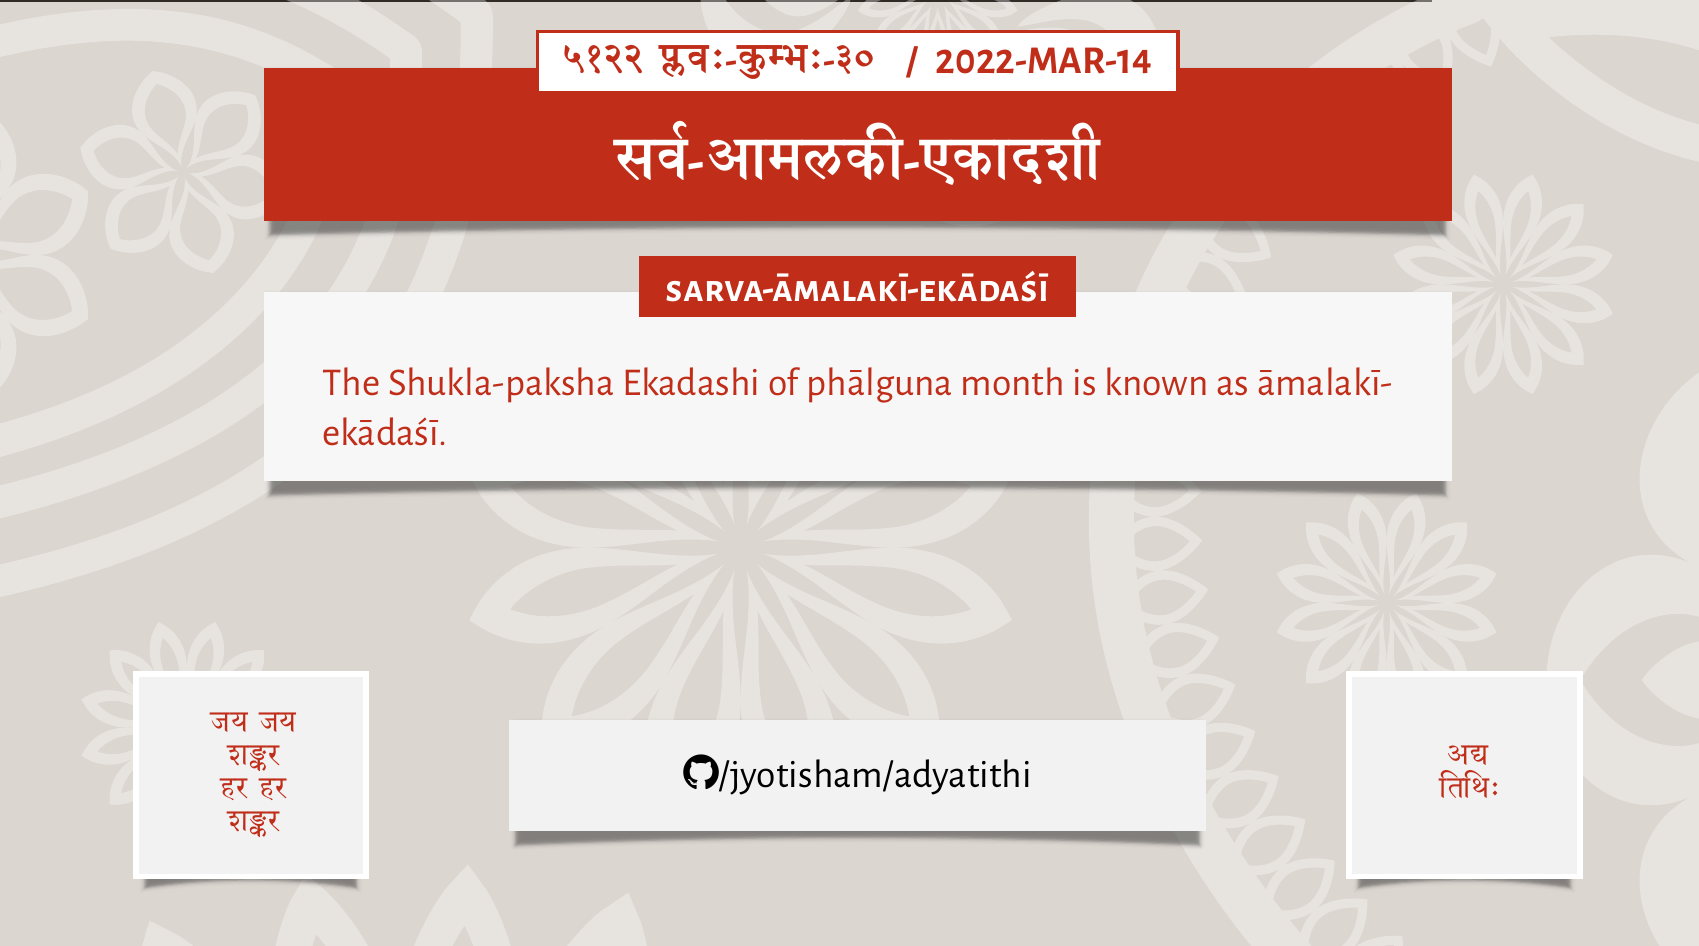 ५१२२ प्लवः-कुम्भः-३० / 2022-MAR-14
सर्व-आमलकी-एकादशी
SARVA-ĀMALAKĪ-EKĀDAŚĪ
The Shukla-paksha Ekadashi of phālguna month is known as āmalakī-
ekādaśī.
जय जय
शङ्कर
हर हर
शङ्कर
/jyotisham/adyatithi
अद्य
तिथिः